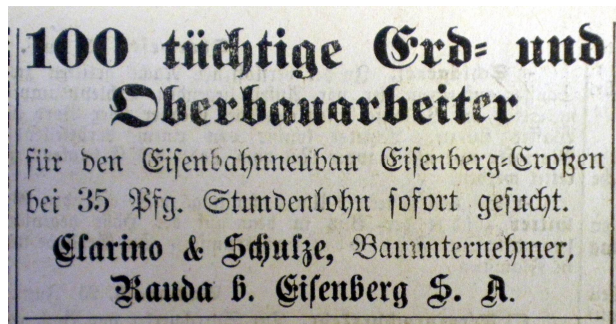 100 tüchtige Erd- und
Oberbauarbeiter
für den Eisenbahnneubau Eisenberg-Croßen
bei 35 Pfg. Stundenlohn sofort gesucht.
Clarino & Schulze, Bauunternehmer,
Rauda b. Eisenberg S. A.